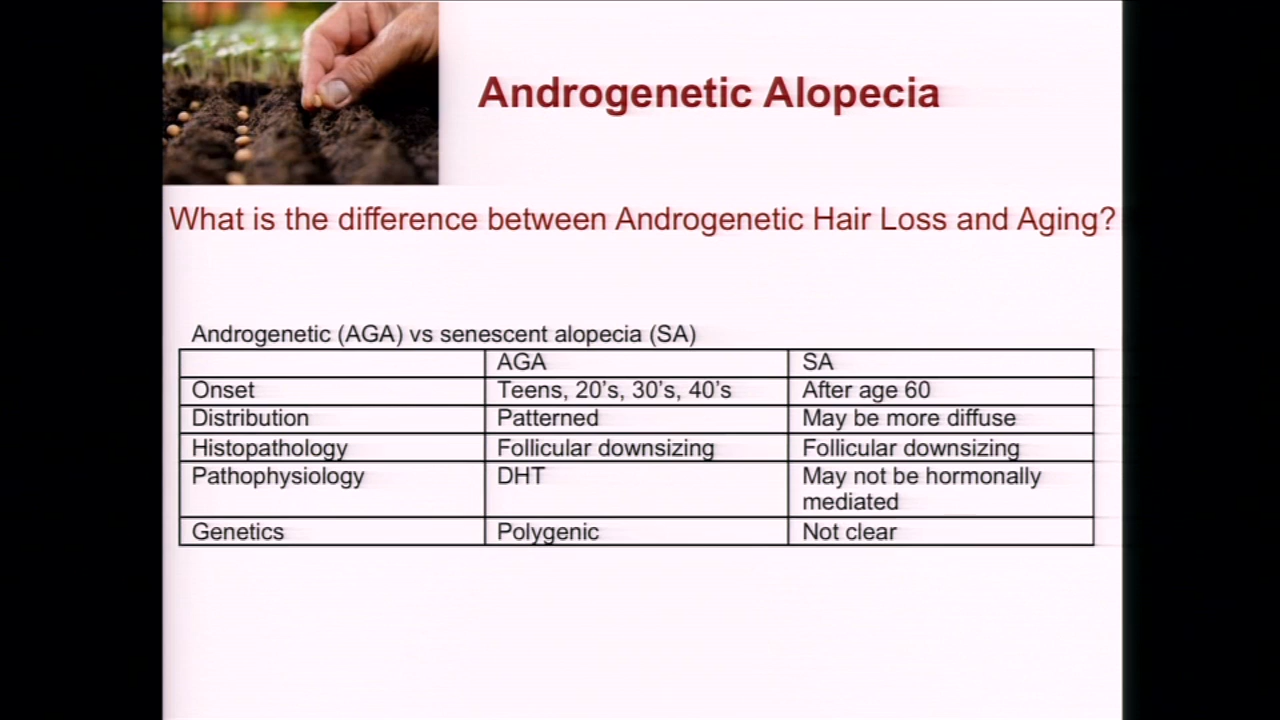 Androgenetic Alopecia
What is the difference between Androgenetic Hair Loss and Aging?
Androgenetic (AGA) vs senescent alopecia (SA)
AGA SA
Onset Teens, 20's, 30's, 40's After age 60
Distribution Patterned May be more diffuse
Histopathology Follicular downsizing Follicular downsizing
Pathophysiology DHT May not be hormonally
mediated
Genetics Polygenic Not clear